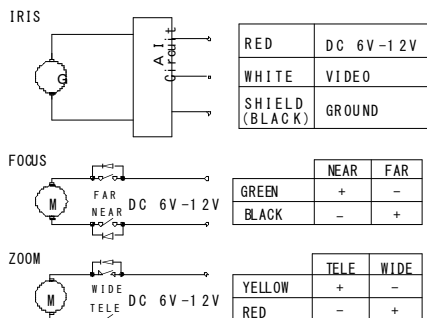 IRIS
G
AI Circuit
RED DC 6V-12V
WHITE VIDEO
SHIELD (BLACK) GROUND
FOCUS
M
FAR
NEAR
DC 6V-12V
NEAR FAR
GREEN + -
BLACK - +
ZOOM
M
WIDE
TELE
DC 6V-12V
TELE WIDE
YELLOW + -
RED - +